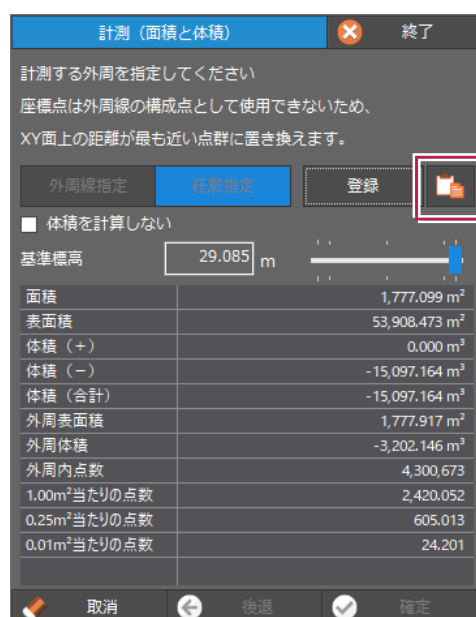 計測（面積と体積） 終了
計測する外周を指定してください
座標点は外周線の構成点として使用できないため、
XY面上の距離が最も近い点群に置き換えます。
外周線指定 任意指定 登録
体積を計算しない
基準標高 29.085 m
面積 1,777.099 m²
表面積 53,908.473 m²
体積（+） 0.000 m³
体積（-） -15,097.164 m³
体積（合計） -15,097.164 m³
外周表面積 1,777.917 m²
外周体積 -3,202.146 m³
外周内点数 4,300,673
1.00m²当たりの点数 2,420.052
0.25m²当たりの点数 605.013
0.01m²当たりの点数 24.201
取消 後退 確定